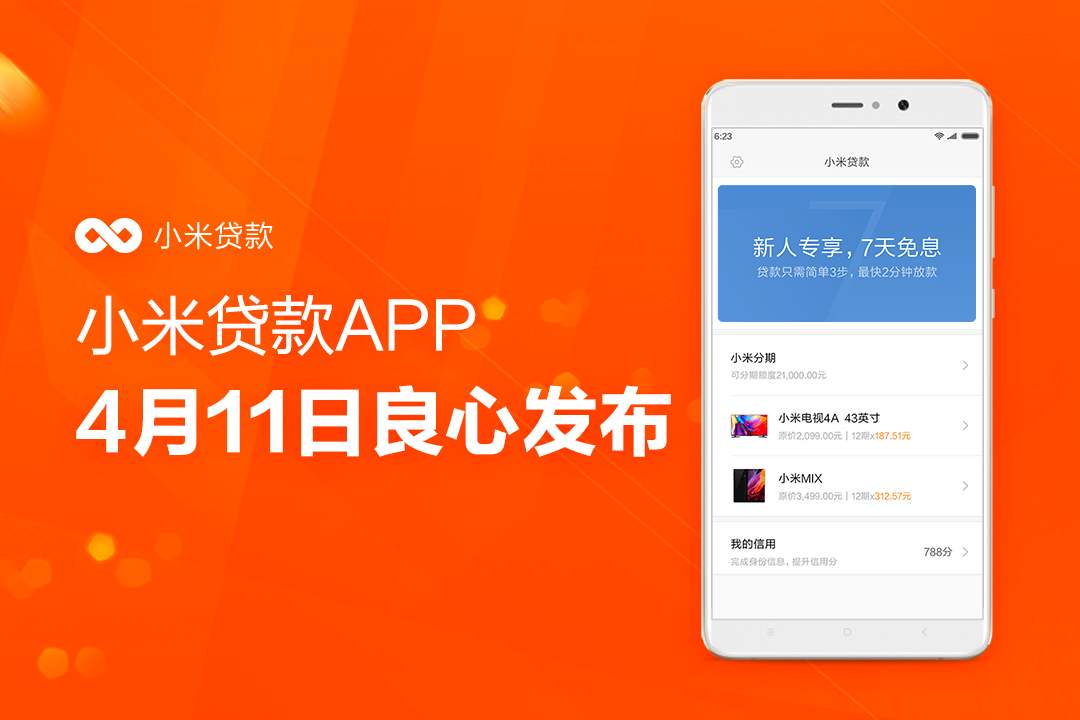 小米贷款
小米贷款APP
4月11日良心发布
6:23
小米贷款
新人专享，7天免息
贷款只需简单3步，最快2分钟放款
小米分期
可分期额度21,000.00元
小米电视4A 43英寸
原价2,099.00元丨12期x187.51元
小米MIX
原价3,499.00元丨12期x312.57元
我的信用
788分
完成身份信息，提升信用分